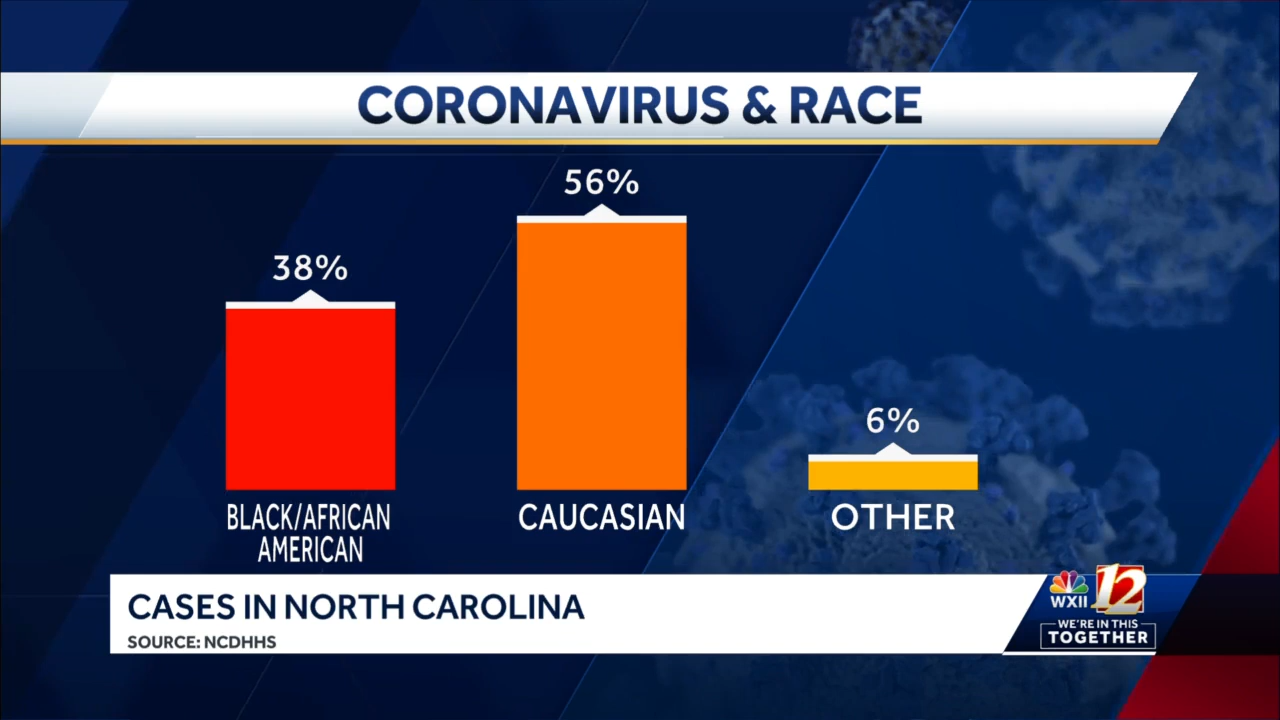 CORONAVIRUS & RACE
38%
56%
6%
BLACK/AFRICAN
AMERICAN
CAUCASIAN
OTHER
CASES IN NORTH CAROLINA
SOURCE: NCDHHS
WXII 12
WE'RE IN THIS
TOGETHER